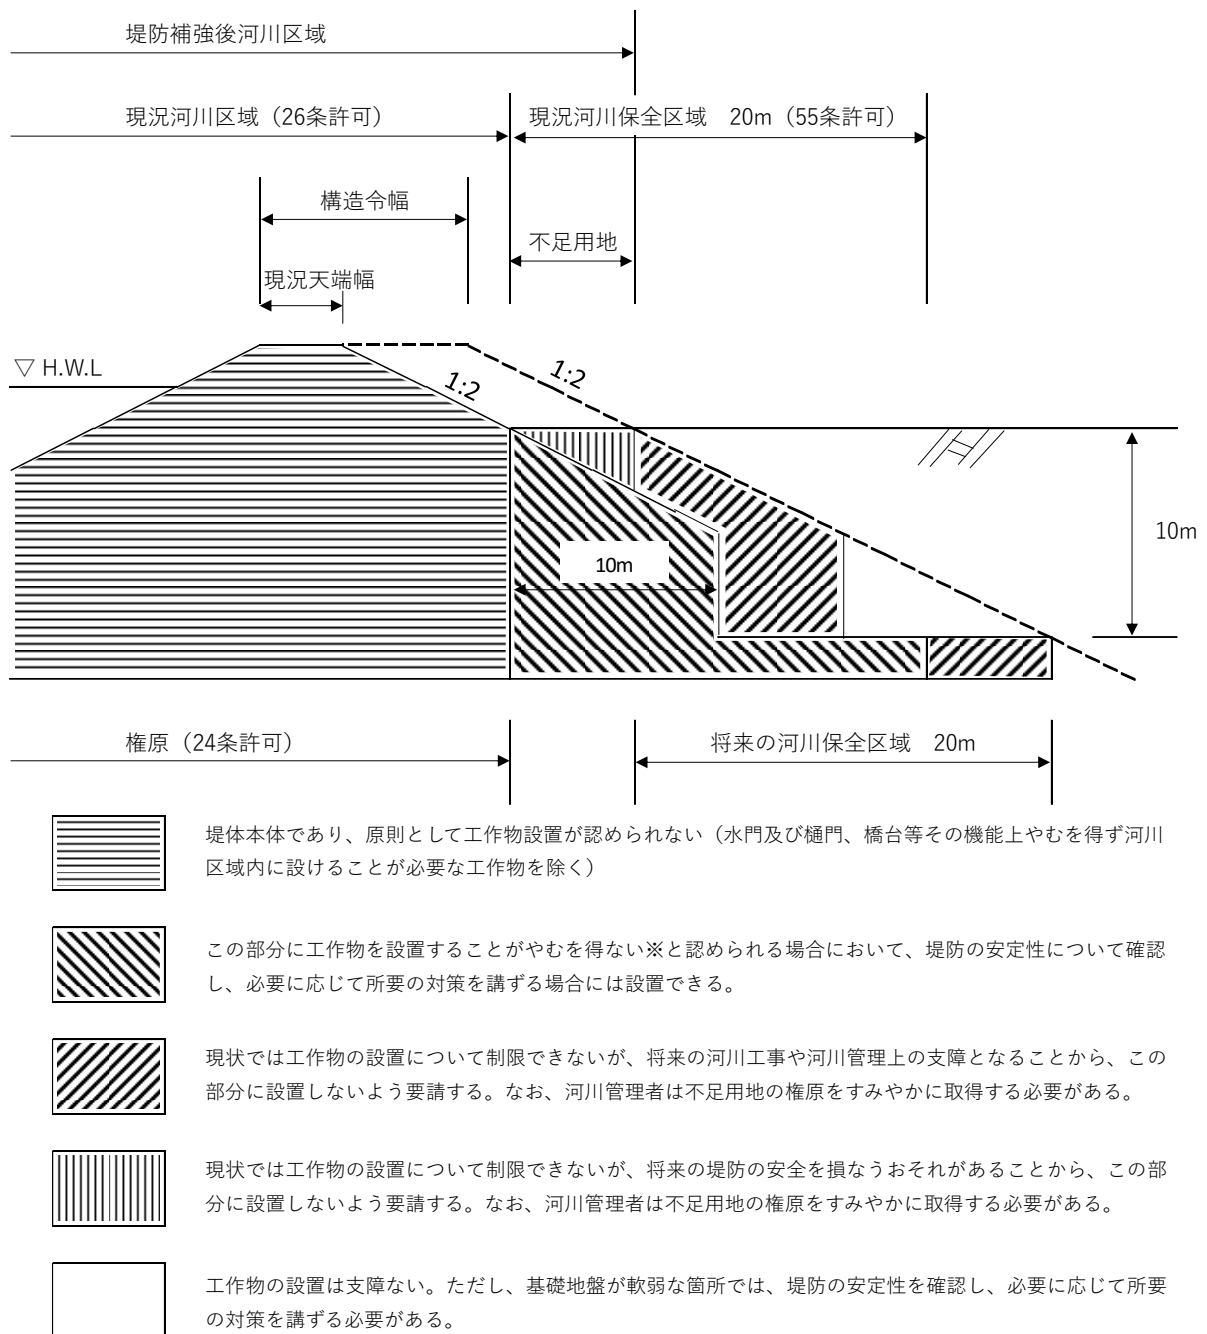 堤防補強後河川区域
現況河川区域（26条許可）
現況河川保全区域　20m（55条許可）
構造令幅
不足用地
現況天端幅
▽ H.W.L
1:2
1:2
10m
10m
権原（24条許可）
将来の河川保全区域　20m
堤体本体であり、原則として工作物設置が認められない（水門及び樋門、橋台等その機能上やむを得ず河川
区域内に設けることが必要な工作物を除く）
この部分に工作物を設置することがやむを得ない※と認められる場合において、堤防の安定性について確認
し、必要に応じて所要の対策を講ずる場合には設置できる。
現状では工作物の設置について制限できないが、将来の河川工事や河川管理上の支障となることから、この
部分に設置しないよう要請する。なお、河川管理者は不足用地の権原をすみやかに取得する必要がある。
現状では工作物の設置について制限できないが、将来の堤防の安全を損なうおそれがあることから、この部
分に設置しないよう要請する。なお、河川管理者は不足用地の権原をすみやかに取得する必要がある。
工作物の設置は支障ない。ただし、基礎地盤が軟弱な箇所では、堤防の安定性を確認し、必要に応じて所要
の対策を講ずる必要がある。